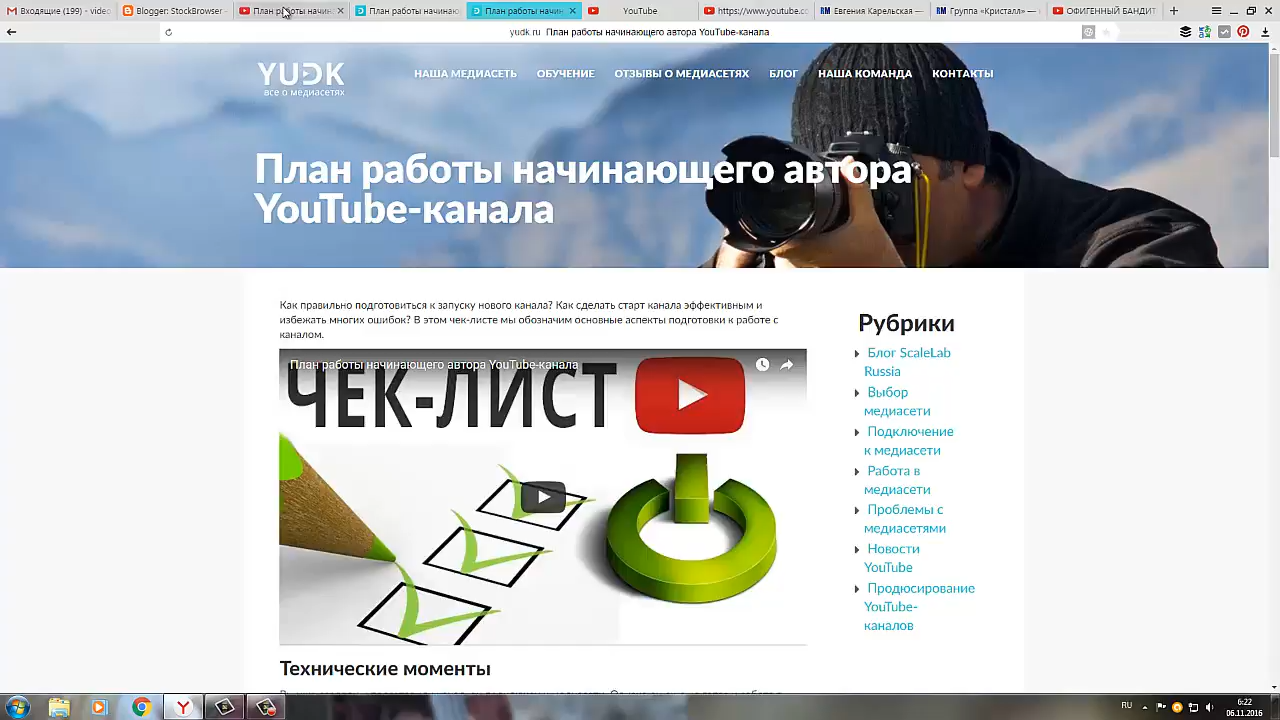 Входящие (199) - video
Blogger: StockBrowser -
План работы начина
План работы начинаю
План работы начин
YouTube
https://www.youtube.co
Евгения Карельская —
Группа «Кристалл» —
ОФИГЕННЫЙ БАНДИТ
yudk.ru План работы начинающего автора YouTube-канала
YUDK
все о медиасетях
НАША МЕДИАСЕТЬ
ОБУЧЕНИЕ
ОТЗЫВЫ О МЕДИАСЕТЯХ
БЛОГ
НАША КОМАНДА
КОНТАКТЫ
План работы начинающего автора
YouTube-канала
Как правильно подготовиться к запуску нового канала? Как сделать старт канала эффективным и
избежать многих ошибок? В этом чек-листе мы обозначим основные аспекты подготовки к работе с
каналом.
План работы начинающего автора YouTube-канала
ЧЕК-ЛИСТ
Технические моменты
Рубрики
Блог ScaleLab
Russia
Выбор
медиасети
Подключение
к медиасети
Работа в
медиасети
Проблемы с
медиасетями
Новости
YouTube
Продюсирование
YouTube-
каналов
RU
6:22
06.11.2016